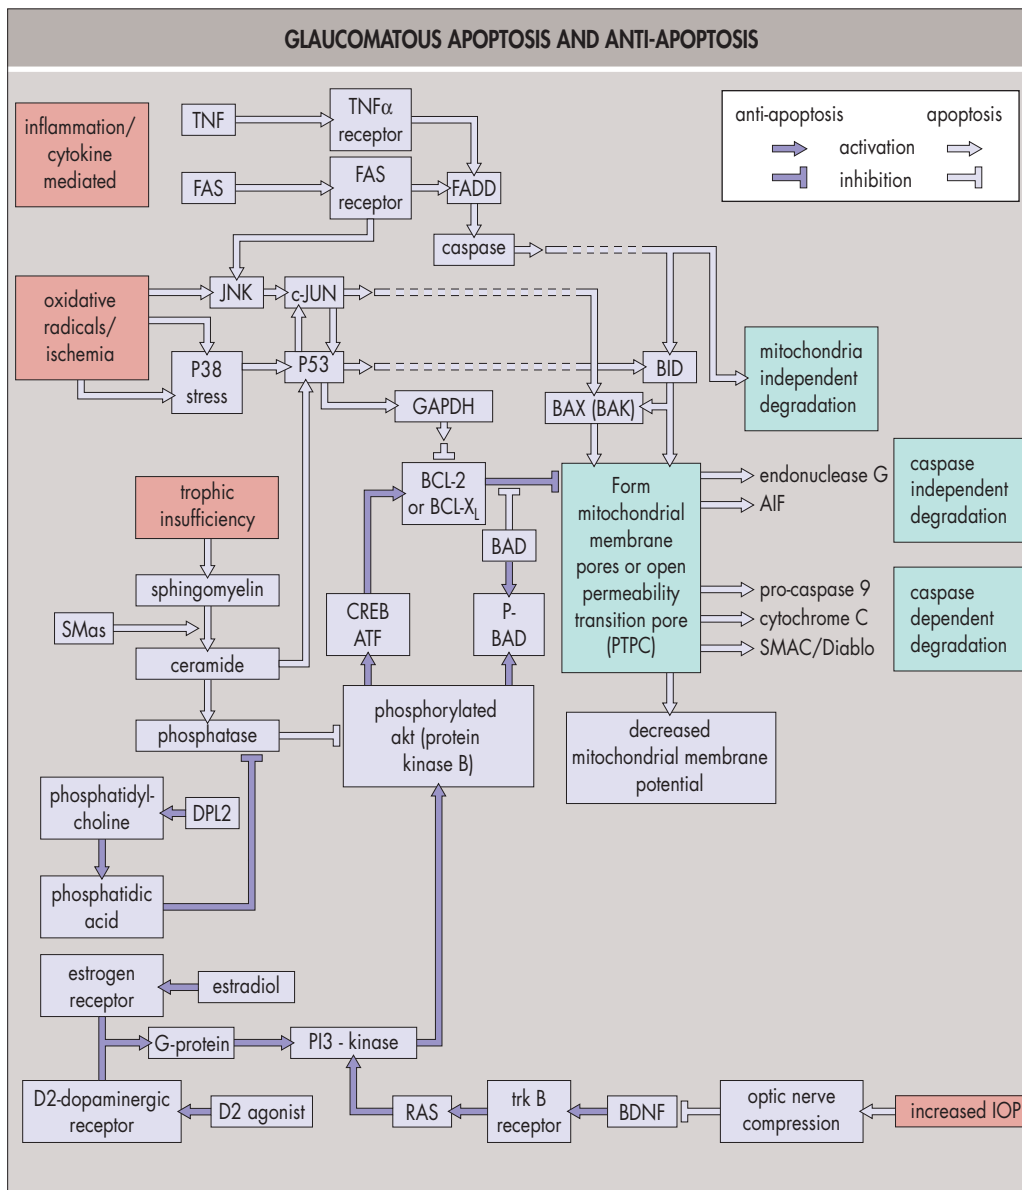 GLAUCOMATOUS APOPTOSIS AND ANTI-APOPTOSIS
inflammation/
cytokine
mediated
TNF
TNFα
receptor
FAS
FAS
receptor
FADD
caspase
anti-apoptosis
apoptosis
activation
inhibition
oxidative
radicals/
ischemia
JNK
c-JUN
P38
stress
P53
BID
GAPDH
BAX (BAK)
mitochondria
independent
degradation
trophic
insufficiency
BCL-2
or BCL-XL
BAD
Form
mitochondrial
membrane
pores or open
permeability
transition pore
(PTPC)
endonuclease G
AIF
caspase
independent
degradation
sphingomyelin
SMas
ceramide
phosphatase
CREB
ATF
P-
BAD
pro-caspase 9
cytochrome C
SMAC/Diablo
caspase
dependent
degradation
phosphorylated
akt (protein
kinase B)
decreased
mitochondrial membrane
potential
phosphatidyl-
choline
DPL2
phosphatidic
acid
estrogen
receptor
estradiol
G-protein
PI3 - kinase
D2-dopaminergic
receptor
D2 agonist
RAS
trk B
receptor
BDNF
optic nerve
compression
increased IOP